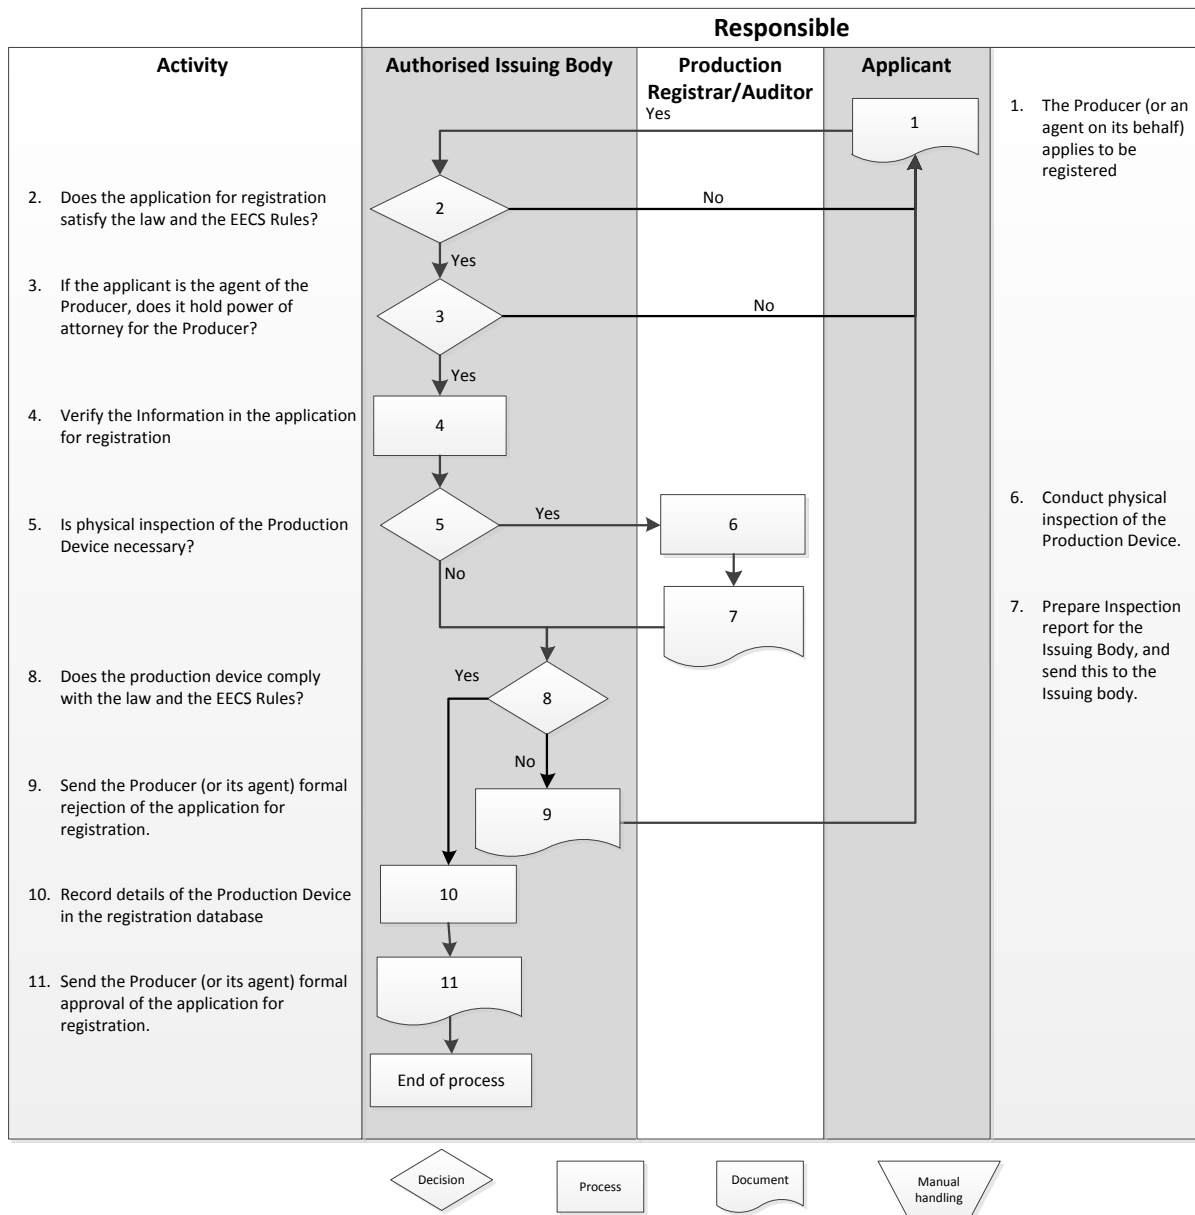 Responsible
Activity
Authorised Issuing Body
Production
Registrar/Auditor
Applicant
Yes
1
1. The Producer (or an
agent on its behalf)
applies to be
registered
2. Does the application for registration
satisfy the law and the EECS Rules?
2
No
Yes
3. If the applicant is the agent of the
Producer, does it hold power of
attorney for the Producer?
3
No
Yes
4. Verify the Information in the application
for registration
4
5. Is physical inspection of the Production
Device necessary?
5
Yes
6
6. Conduct physical
inspection of the
Production Device.
No
7
7. Prepare Inspection
report for the
Issuing Body, and
send this to the
Issuing body.
8. Does the production device comply
with the law and the EECS Rules?
Yes
8
No
9. Send the Producer (or its agent) formal
rejection of the application for
registration.
9
10. Record details of the Production Device
in the registration database
10
11. Send the Producer (or its agent) formal
approval of the application for
registration.
11
End of process
Decision
Process
Document
Manual
handling